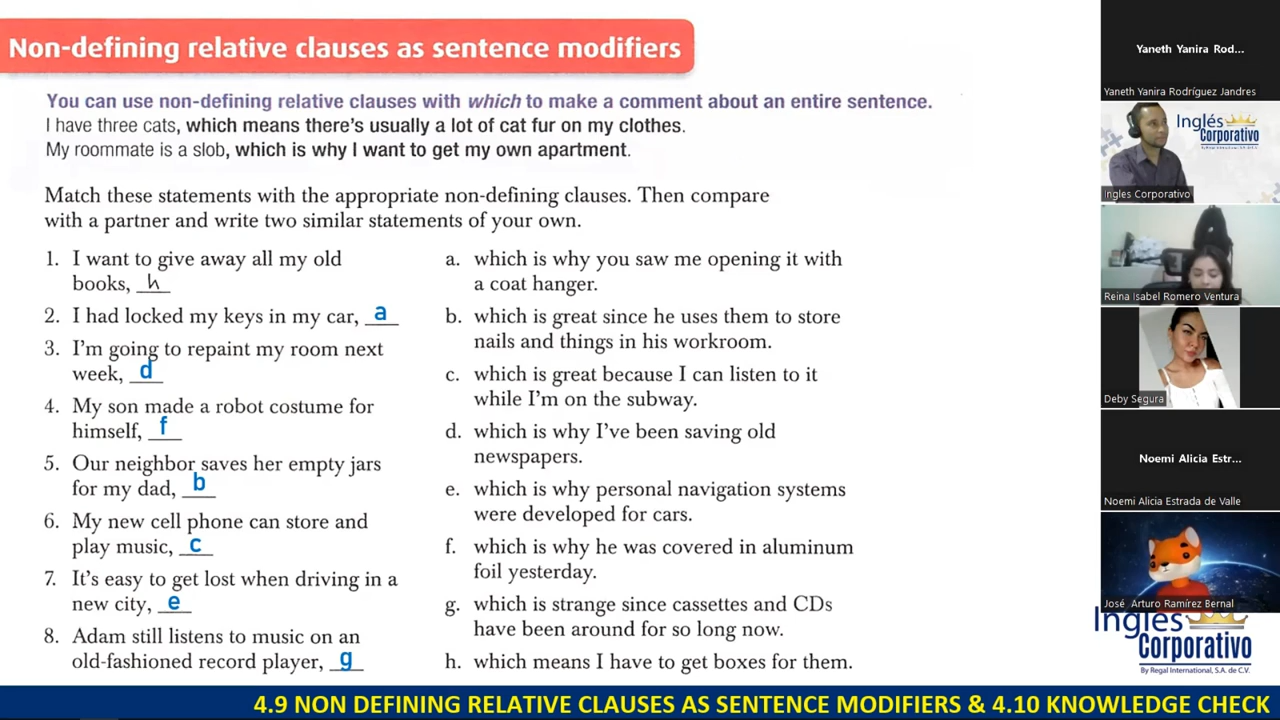 Non-defining relative clauses as sentence modifiers
You can use non-defining relative clauses with which to make a comment about an entire sentence.
I have three cats, which means there's usually a lot of cat fur on my clothes.
My roommate is a slob, which is why I want to get my own apartment.
Match these statements with the appropriate non-defining clauses. Then compare
with a partner and write two similar statements of your own.
1. I want to give away all my old
books, h
2. I had locked my keys in my car, a
3. I'm going to repaint my room next
week, d
4. My son made a robot costume for
himself, f
5. Our neighbor saves her empty jars
for my dad, b
6. My new cell phone can store and
play music, c
7. It's easy to get lost when driving in a
new city, e
8. Adam still listens to music on an
old-fashioned record player, g
a. which is why you saw me opening it with
a coat hanger.
b. which is great since he uses them to store
nails and things in his workroom.
c. which is great because I can listen to it
while I'm on the subway.
d. which is why I've been saving old
newspapers.
e. which is why personal navigation systems
were developed for cars.
f. which is why he was covered in aluminum
foil yesterday.
g. which is strange since cassettes and CDs
have been around for so long now.
h. which means I have to get boxes for them.
Yaneth Yanira Rod...
Yaneth Yanira Rodríguez Jandres
Inglés
Corporativo
By Regal International, S.A. de C.V.
Ingles Corporativo
Reina Isabel Romero Ventura
Deby Segura
Noemi Alicia Estr...
Noemi Alicia Estrada de Valle
José Arturo Ramírez Bernal
Inglés
Corporativo
By Regal International, S.A. de C.V.
4.9 NON DEFINING RELATIVE CLAUSES AS SENTENCE MODIFIERS & 4.10 KNOWLEDGE CHECK